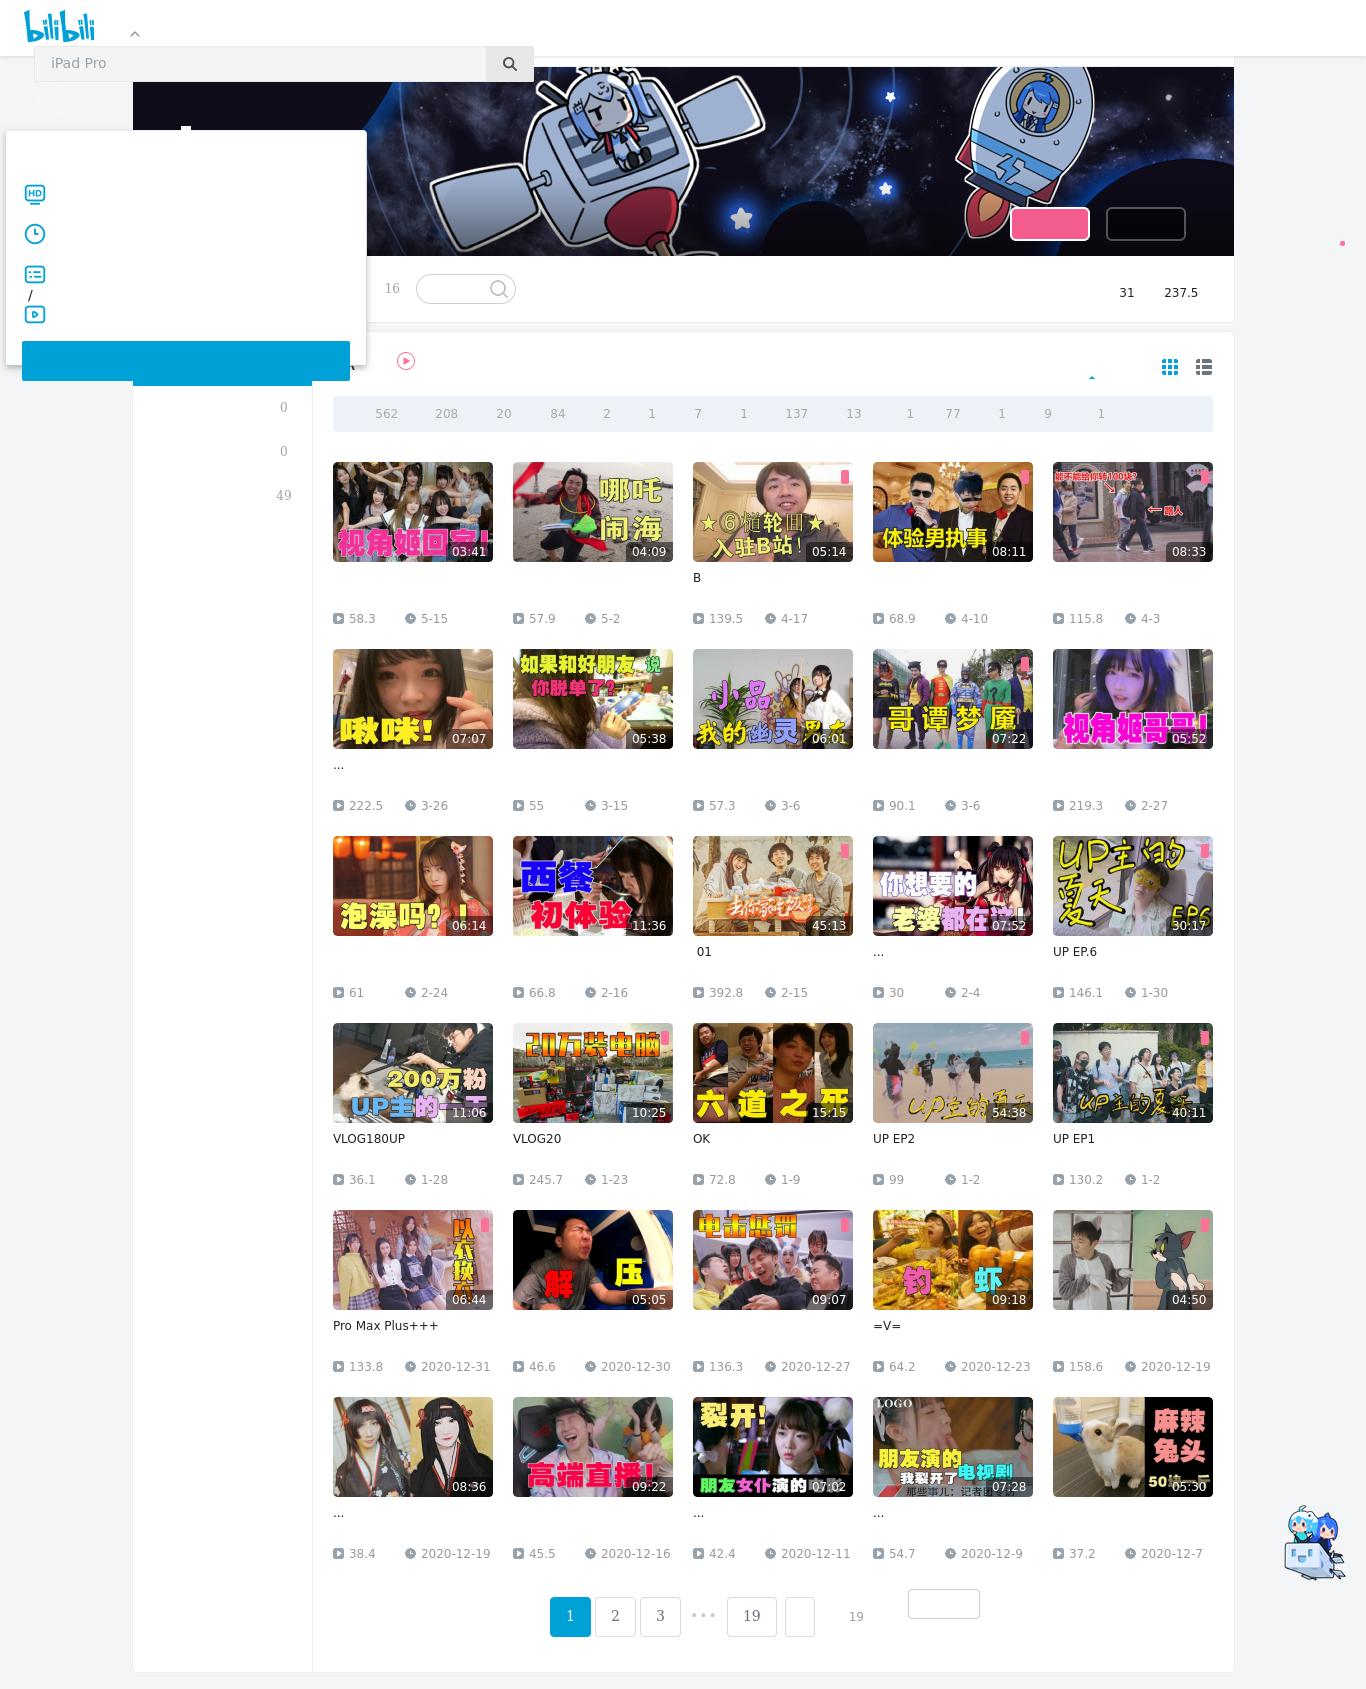 bilibili
iPad Pro
HD
/
16
31
237.5
0
0
49
562 208 20 84 2 1 7 1 137 13 1 77 1 9 1
视角姬回家!
03:41
哪吒
闹海
04:09
入驻B站!
05:14
体验男执事
08:11
能不能给你转100块?
路人
08:33
B
58.3 5-15
57.9 5-2
139.5 4-17
68.9 4-10
115.8 4-3
啾咪!
07:07
如果和好朋友说
你脱单了?
05:38
小品
我的幽灵男友
06:01
哥谭梦魇
07:22
视角姬哥哥!
05:52
...
222.5 3-26
55 3-15
57.3 3-6
90.1 3-6
219.3 2-27
泡澡吗?!
06:14
西餐
初体验
11:36
去你家吃饭
45:13
你想要的
老婆都在
07:52
UP主的
夏天
EP6
30:17
01
...
UP EP.6
61 2-24
66.8 2-16
392.8 2-15
30 2-4
146.1 1-30
200万粉
UP主的一天
11:06
20万装电脑
10:25
六道之死
15:15
UP主的夏天
54:38
UP主的夏天
40:11
VLOG180UP
VLOG20
OK
UP EP2
UP EP1
36.1 1-28
245.7 1-23
72.8 1-9
99 1-2
130.2 1-2
以一代换
06:44
解压
05:05
电击惩罚
09:07
钓虾
09:18
04:50
Pro Max Plus+++
=V=
133.8 2020-12-31
46.6 2020-12-30
136.3 2020-12-27
64.2 2020-12-23
158.6 2020-12-19
08:36
高端直播!
09:22
裂开!
朋友女仆演的
07:02
LOGO
朋友演的
我裂开了电视剧
那些事儿:记者团
07:28
麻辣
兔头
05:30
...
...
...
38.4 2020-12-19
45.5 2020-12-16
42.4 2020-12-11
54.7 2020-12-9
37.2 2020-12-7
1 2 3 ••• 19 19